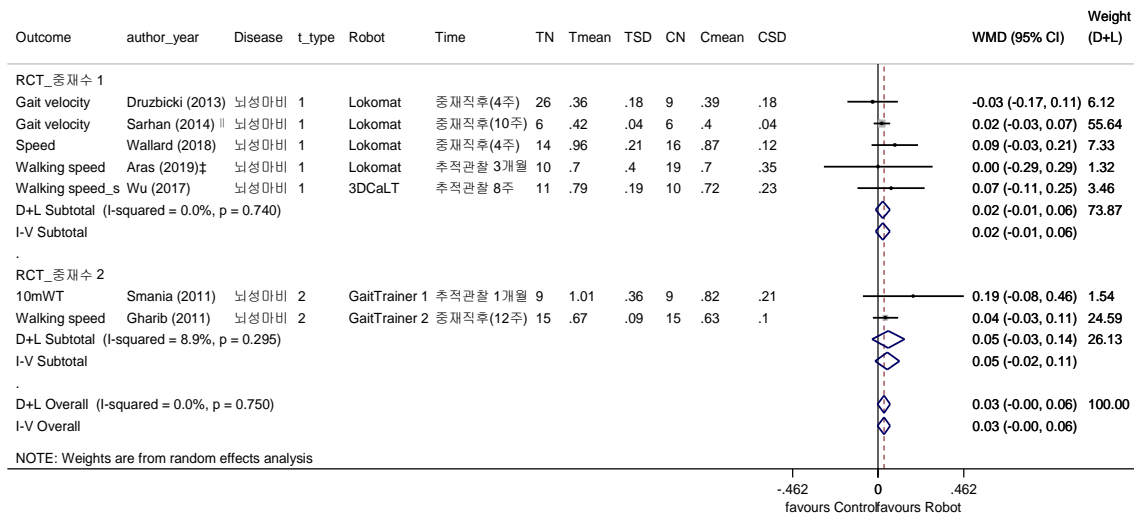 Outcome author_year Disease t_type Robot Time TN Tmean TSD CN Cmean CSD WMD (95% CI) Weight (D+L)
RCT_중재수 1
Gait velocity Druzbicki (2013) 뇌성마비 1 Lokomat 중재직후(4주) 26 .36 .18 9 .39 .18 -0.03 (-0.17, 0.11) 6.12
Gait velocity Sarhan (2014) ∥ 뇌성마비 1 Lokomat 중재직후(10주) 6 .42 .04 6 .4 .04 0.02 (-0.03, 0.07) 55.64
Speed Wallard (2018) 뇌성마비 1 Lokomat 중재직후(4주) 14 .96 .21 16 .87 .12 0.09 (-0.03, 0.21) 7.33
Walking speed Aras (2019)‡ 뇌성마비 1 Lokomat 추적관찰 3개월 10 .7 .4 19 .7 .35 0.00 (-0.29, 0.29) 1.32
Walking speed_s Wu (2017) 뇌성마비 1 3DCaLT 추적관찰 8주 11 .79 .19 10 .72 .23 0.07 (-0.11, 0.25) 3.46
D+L Subtotal (I-squared = 0.0%, p = 0.740) 0.02 (-0.01, 0.06) 73.87
I-V Subtotal 0.02 (-0.01, 0.06)
.
RCT_중재수 2
10mWT Smania (2011) 뇌성마비 2 GaitTrainer 1 추적관찰 1개월 9 1.01 .36 9 .82 .21 0.19 (-0.08, 0.46) 1.54
Walking speed Gharib (2011) 뇌성마비 2 GaitTrainer 2 중재직후(12주) 15 .67 .09 15 .63 .1 0.04 (-0.03, 0.11) 24.59
D+L Subtotal (I-squared = 8.9%, p = 0.295) 0.05 (-0.03, 0.14) 26.13
I-V Subtotal 0.05 (-0.02, 0.11)
.
D+L Overall (I-squared = 0.0%, p = 0.750) 0.03 (-0.00, 0.06) 100.00
I-V Overall 0.03 (-0.00, 0.06)
NOTE: Weights are from random effects analysis
-.462 0 .462
favours Control favours Robot